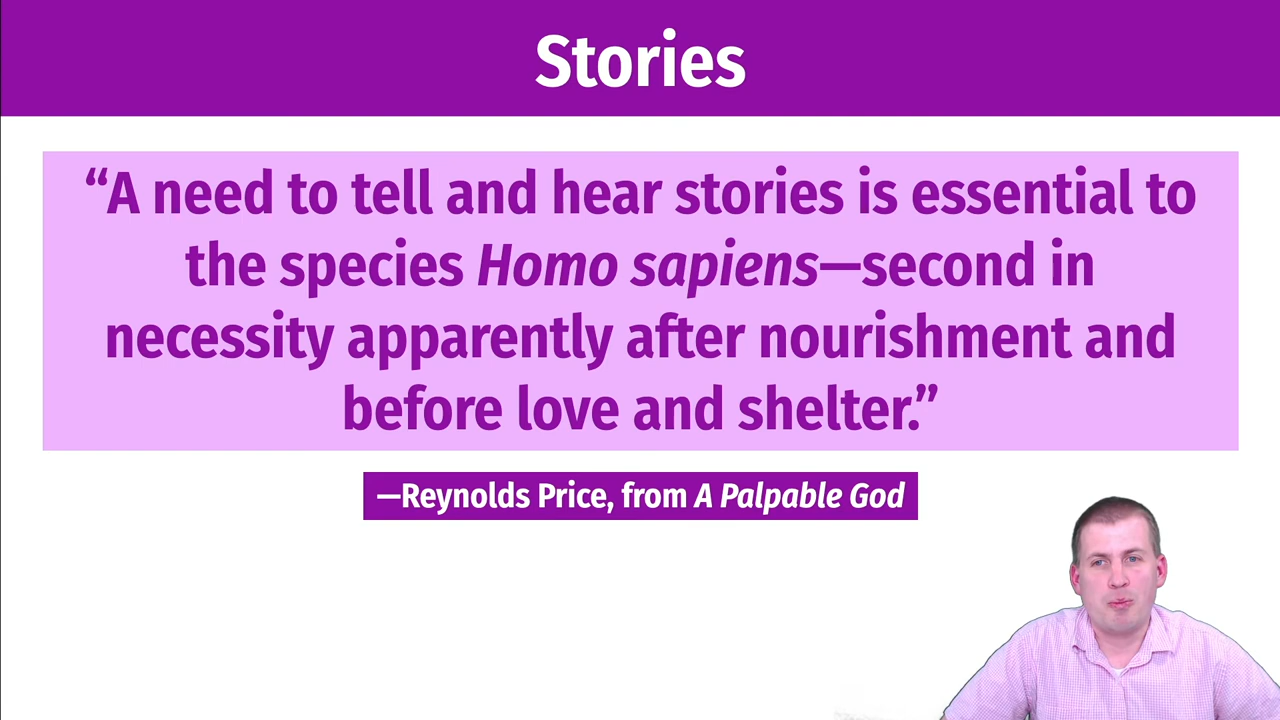 Stories
“A need to tell and hear stories is essential to
the species Homo sapiens—second in
necessity apparently after nourishment and
before love and shelter.”
—Reynolds Price, from A Palpable God